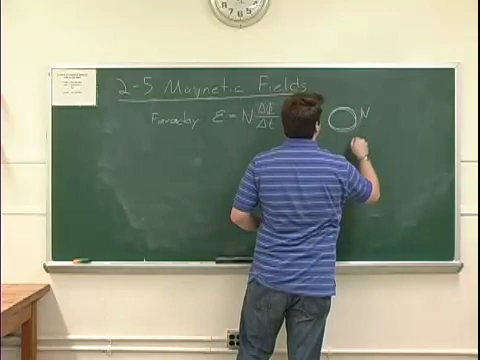 2-5 Magnetic Fields
Faraday ε = N ΔΦ/Δt N